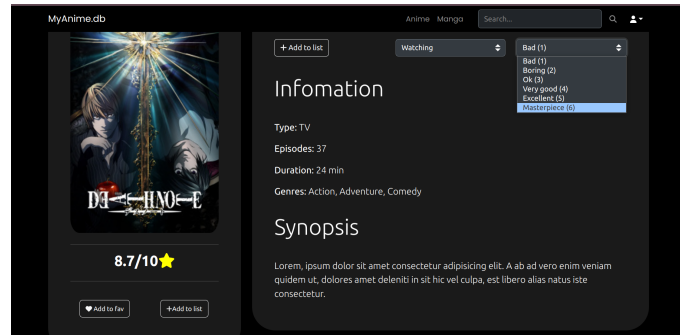 MyAnime.db
Anime Manga Search...
+ Add to list
Watching
Bad (1)
Bad (1)
Boring (2)
Ok (3)
Very good (4)
Excellent (5)
Masterpiece (6)
Infomation
Type: TV
Episodes: 37
Duration: 24 min
Genres: Action, Adventure, Comedy
DEATH NOTE
8.7/10
Add to fav
+Add to list
Synopsis
Lorem, ipsum dolor sit amet consectetur adipisicing elit. A ab ad vero enim veniam
quidem ut, dolores amet deleniti in sit hic vel culpa, est libero alias natus iste
consectetur.